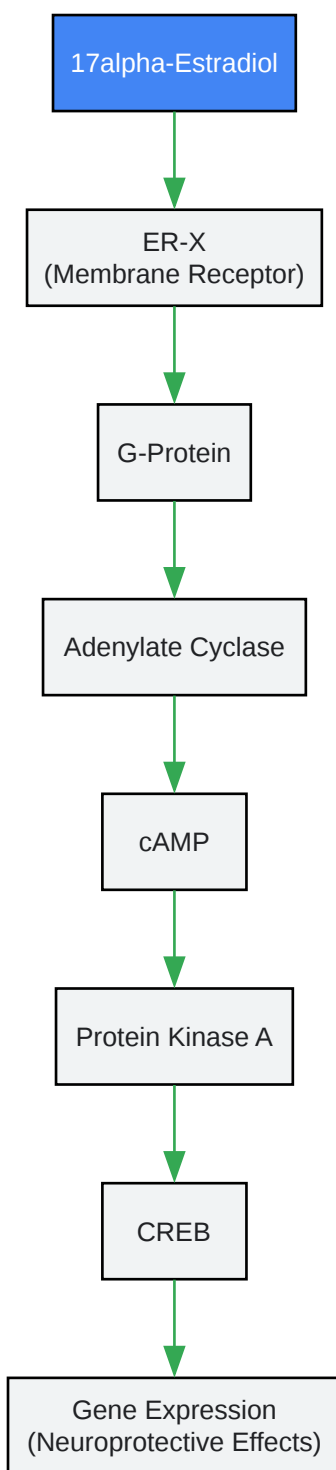 17alpha-Estradiol
ER-X
(Membrane Receptor)
G-Protein
Adenylate Cyclase
cAMP
Protein Kinase A
CREB
Gene Expression
(Neuroprotective Effects)